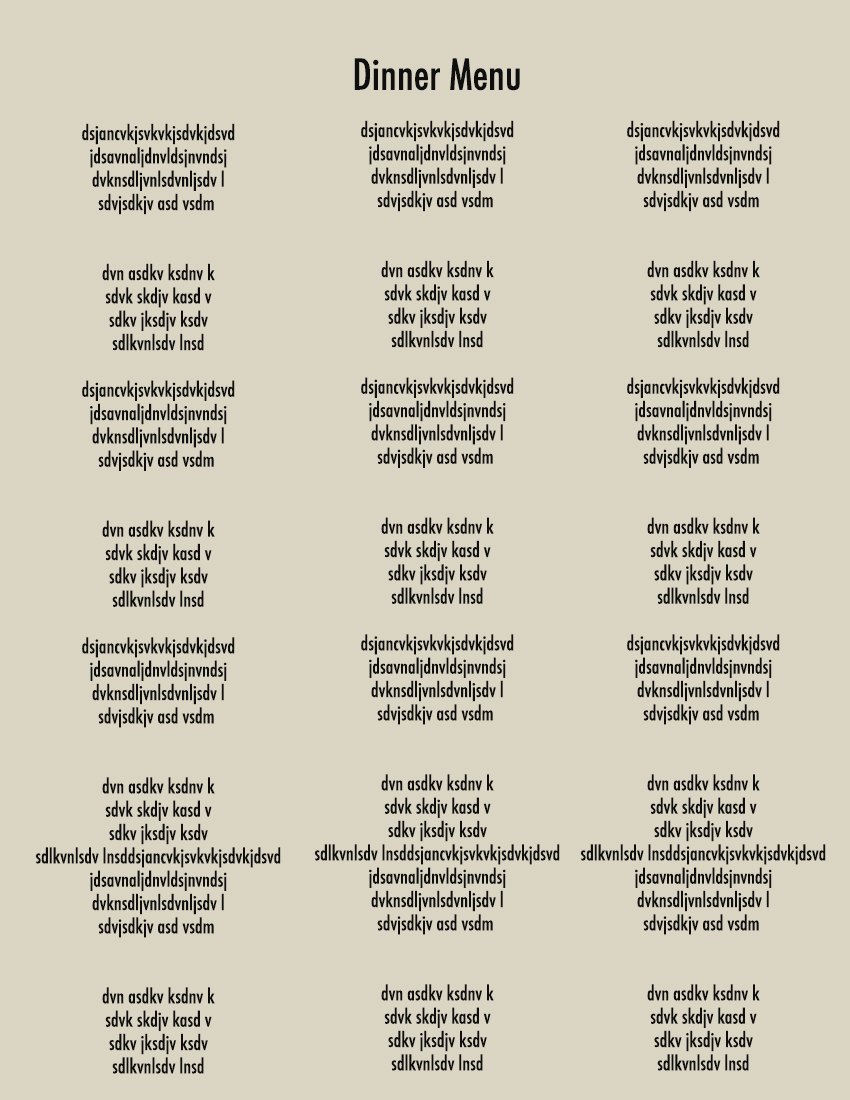 Dinner Menu
dsjancvkjsvkvkjsdvkjdsvd
jdsavnaljdnvldsjnvndsj
dvknsdljvnlsdvnljsdv l
sdvjsdkjv asd vsdm
dvn asdkv ksdnv k
sdvk skdjv kasd v
sdkv jksdjv ksdv
sdlkvnlsdv lnsd
dsjancvkjsvkvkjsdvkjdsvd
jdsavnaljdnvldsjnvndsj
dvknsdljvnlsdvnljsdv l
sdvjsdkjv asd vsdm
dvn asdkv ksdnv k
sdvk skdjv kasd v
sdkv jksdjv ksdv
sdlkvnlsdv lnsd
dsjancvkjsvkvkjsdvkjdsvd
jdsavnaljdnvldsjnvndsj
dvknsdljvnlsdvnljsdv l
sdvjsdkjv asd vsdm
dvn asdkv ksdnv k
sdvk skdjv kasd v
sdkv jksdjv ksdv
sdlkvnlsdv lnsddsjancvkjsvkvkjsdvkjdsvd
jdsavnaljdnvldsjnvndsj
dvknsdljvnlsdvnljsdv l
sdvjsdkjv asd vsdm
dvn asdkv ksdnv k
sdvk skdjv kasd v
sdkv jksdjv ksdv
sdlkvnlsdv lnsd
dsjancvkjsvkvkjsdvkjdsvd
jdsavnaljdnvldsjnvndsj
dvknsdljvnlsdvnljsdv l
sdvjsdkjv asd vsdm
dvn asdkv ksdnv k
sdvk skdjv kasd v
sdkv jksdjv ksdv
sdlkvnlsdv lnsd
dsjancvkjsvkvkjsdvkjdsvd
jdsavnaljdnvldsjnvndsj
dvknsdljvnlsdvnljsdv l
sdvjsdkjv asd vsdm
dvn asdkv ksdnv k
sdvk skdjv kasd v
sdkv jksdjv ksdv
sdlkvnlsdv lnsd
dsjancvkjsvkvkjsdvkjdsvd
jdsavnaljdnvldsjnvndsj
dvknsdljvnlsdvnljsdv l
sdvjsdkjv asd vsdm
dvn asdkv ksdnv k
sdvk skdjv kasd v
sdkv jksdjv ksdv
sdlkvnlsdv lnsddsjancvkjsvkvkjsdvkjdsvd
jdsavnaljdnvldsjnvndsj
dvknsdljvnlsdvnljsdv l
sdvjsdkjv asd vsdm
dvn asdkv ksdnv k
sdvk skdjv kasd v
sdkv jksdjv ksdv
sdlkvnlsdv lnsd
dsjancvkjsvkvkjsdvkjdsvd
jdsavnaljdnvldsjnvndsj
dvknsdljvnlsdvnljsdv l
sdvjsdkjv asd vsdm
dvn asdkv ksdnv k
sdvk skdjv kasd v
sdkv jksdjv ksdv
sdlkvnlsdv lnsd
dsjancvkjsvkvkjsdvkjdsvd
jdsavnaljdnvldsjnvndsj
dvknsdljvnlsdvnljsdv l
sdvjsdkjv asd vsdm
dvn asdkv ksdnv k
sdvk skdjv kasd v
sdkv jksdjv ksdv
sdlkvnlsdv lnsd
dsjancvkjsvkvkjsdvkjdsvd
jdsavnaljdnvldsjnvndsj
dvknsdljvnlsdvnljsdv l
sdvjsdkjv asd vsdm
dvn asdkv ksdnv k
sdvk skdjv kasd v
sdkv jksdjv ksdv
sdlkvnlsdv lnsddsjancvkjsvkvkjsdvkjdsvd
jdsavnaljdnvldsjnvndsj
dvknsdljvnlsdvnljsdv l
sdvjsdkjv asd vsdm
dvn asdkv ksdnv k
sdvk skdjv kasd v
sdkv jksdjv ksdv
sdlkvnlsdv lnsd